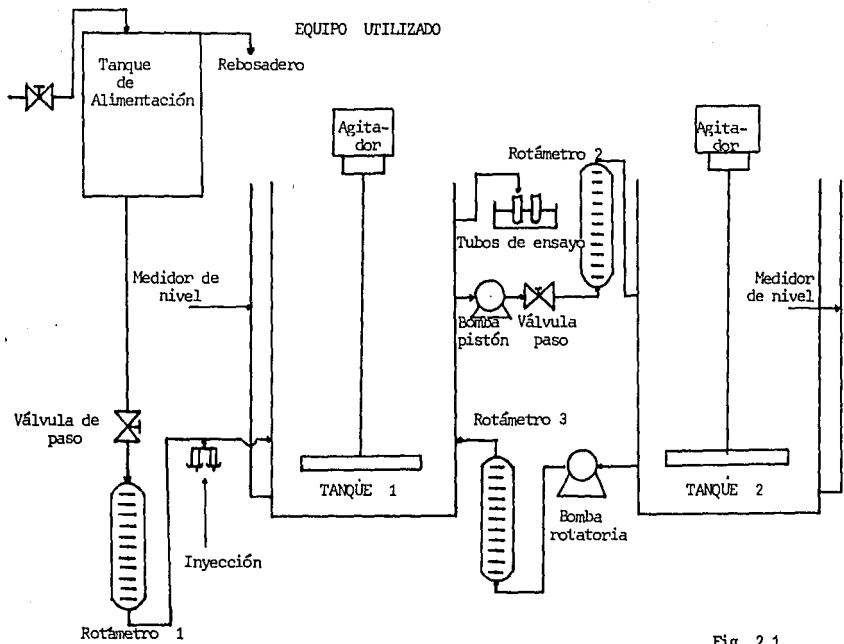 EQUIPO UTILIZADO
Tanque
de
Alimentación
Rebosadero
Agita-
dor
Agita-
dor
Rotámetro 2
Tubos de ensayo
Medidor de
nivel
Medidor
de nivel
Bomba
pistón
Válvula
paso
Válvula de
paso
Rotámetro 3
TANQUE 1
TANQUE 2
Bomba
rotatoria
Inyección
Rotámetro 1
Fig. 2.1